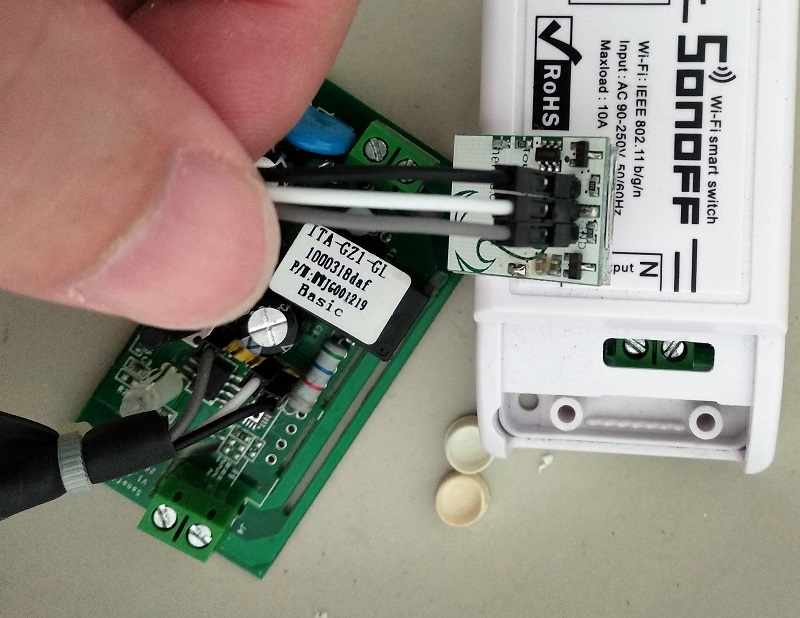 SONOFF
Wi-Fi smart switch
Wi-Fi: IEEE 802.11 b/g/n
Input : AC 90-250V 50/60Hz
Maxload : 10A
RoHS
put N
ITA-GZ1-GL
1000318daf
Basic